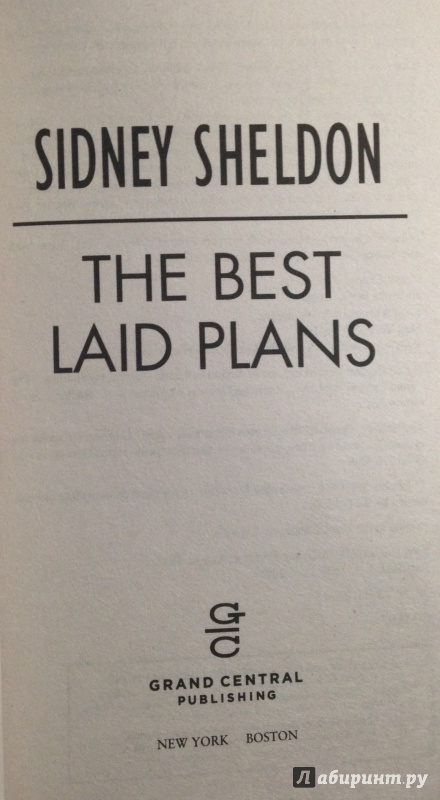 SIDNEY SHELDON
THE BEST
LAID PLANS
GC
GRAND CENTRAL
PUBLISHING
NEW YORK BOSTON
Лабиринт.ру